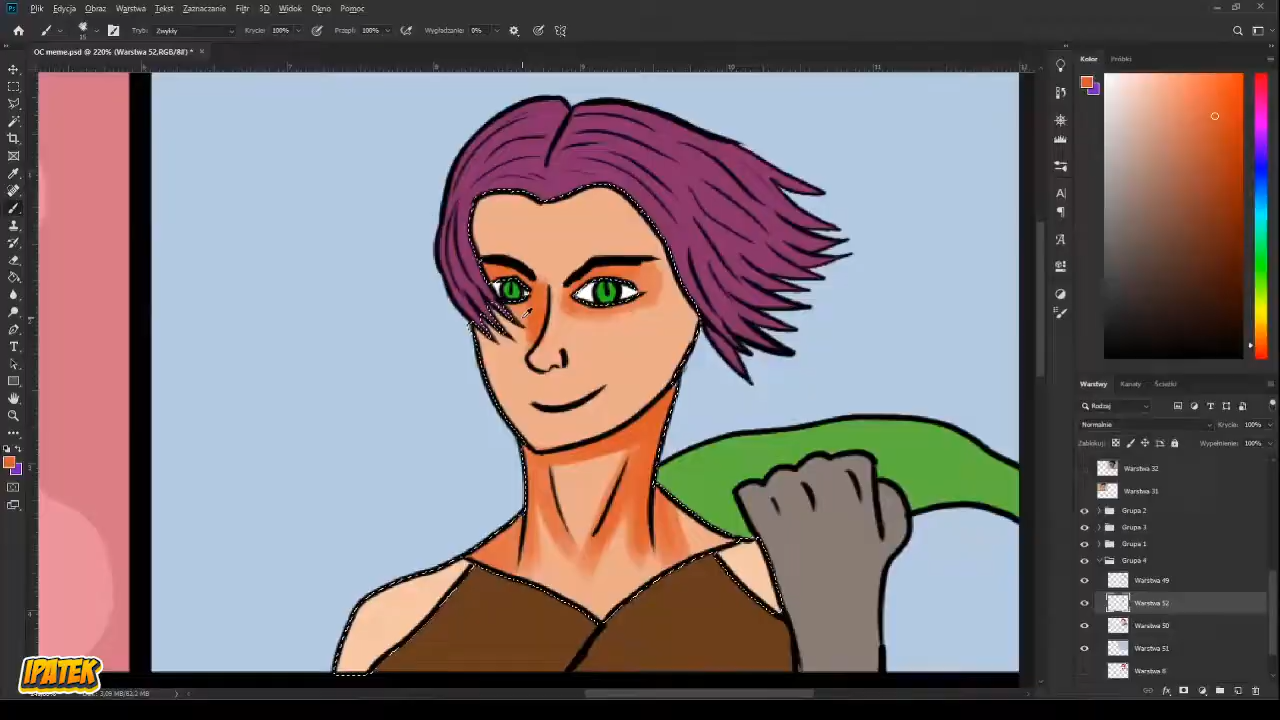 Plik Edycja Obraz Warstwa Tekst Zaznaczanie Filtr 3D Widok Okno Pomoc
Tryb: Zwykły Krycie: 100% Przepł.: 100% Wygładzanie: 0%
OC meme.psd @ 220% (Warstwa 52,RGB/8#) *
Kolor Próbki
Warstwy Kanały Ścieżki
Rodzaj
Normalnie Krycie: 100%
Zablokuj: Wypełnienie: 100%
Warstwa 32
Warstwa 31
Grupa 2
Grupa 3
Grupa 1
Grupa 4
Warstwa 49
Warstwa 52
Warstwa 50
Warstwa 51
Warstwa 8
IPATEK